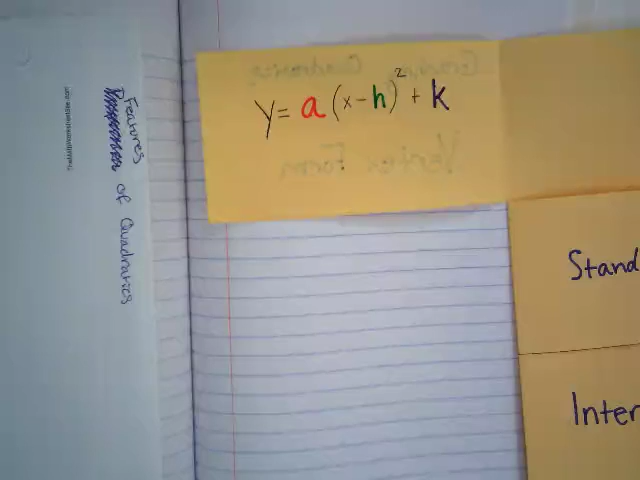 Features of Quadratics
y = a(x-h)² + k
Vertex Form
Stand
Inter